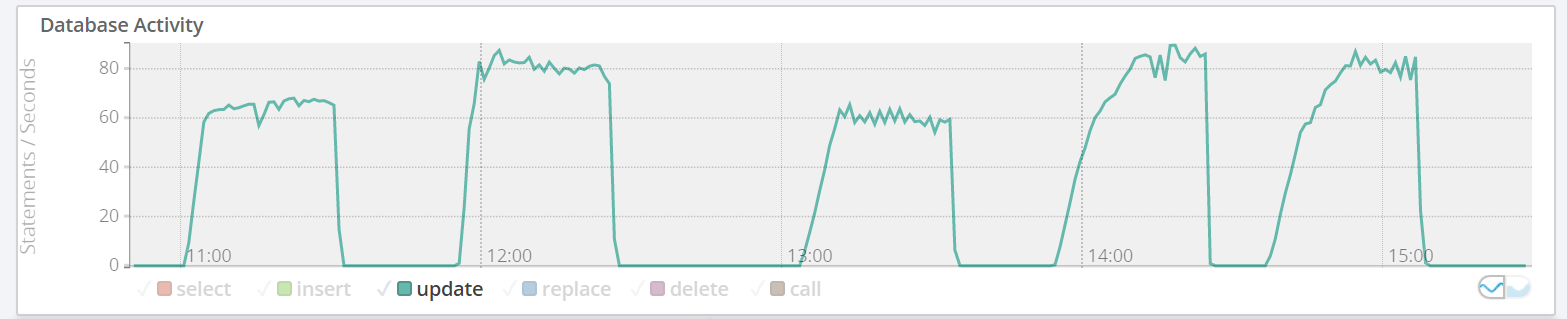 Database Activity
Statements / Seconds
80
60
40
20
0
11:00 12:00 13:00 14:00 15:00
select insert update replace delete call